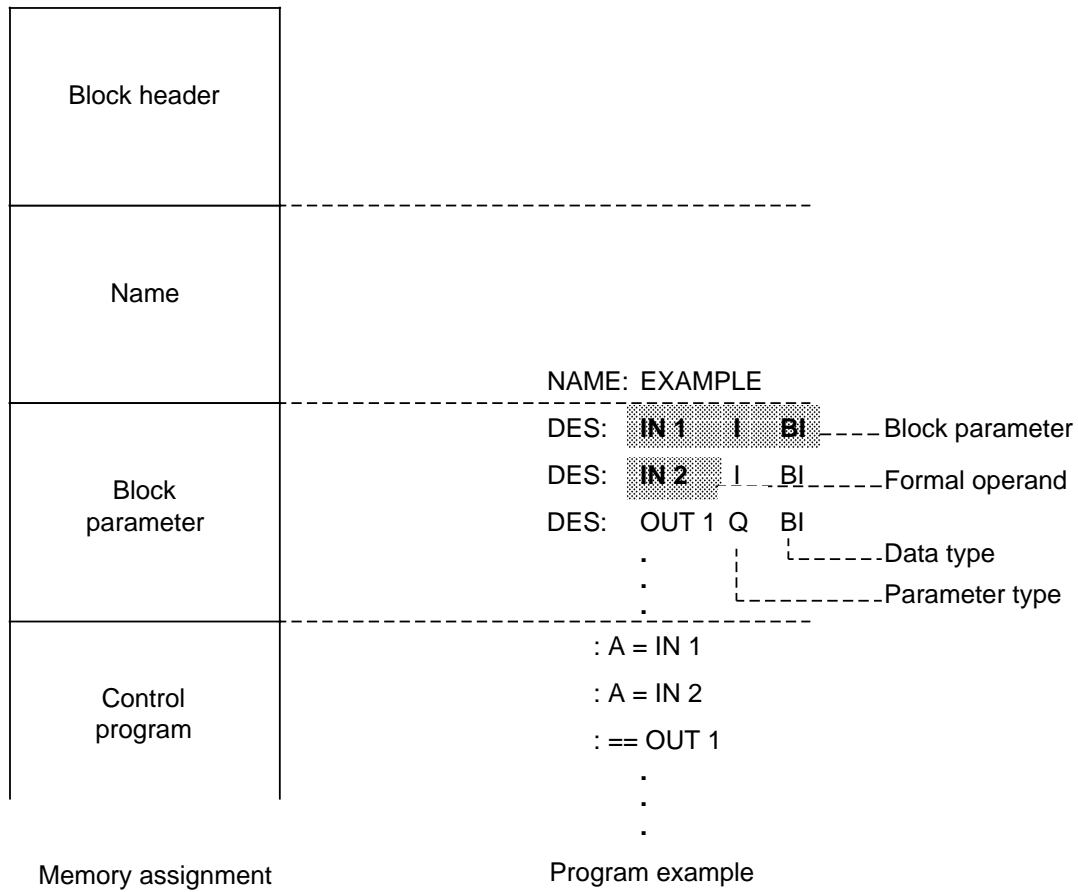 Block header
Name
NAME: EXAMPLE
DES: IN 1 I BI Block parameter
DES: IN 2 I BI Formal operand
Block
parameter
DES: OUT 1 Q BI
.
Data type
.
Parameter type
.
: A = IN 1
Control
program
: A = IN 2
: == OUT 1
.
.
.
Memory assignment
Program example